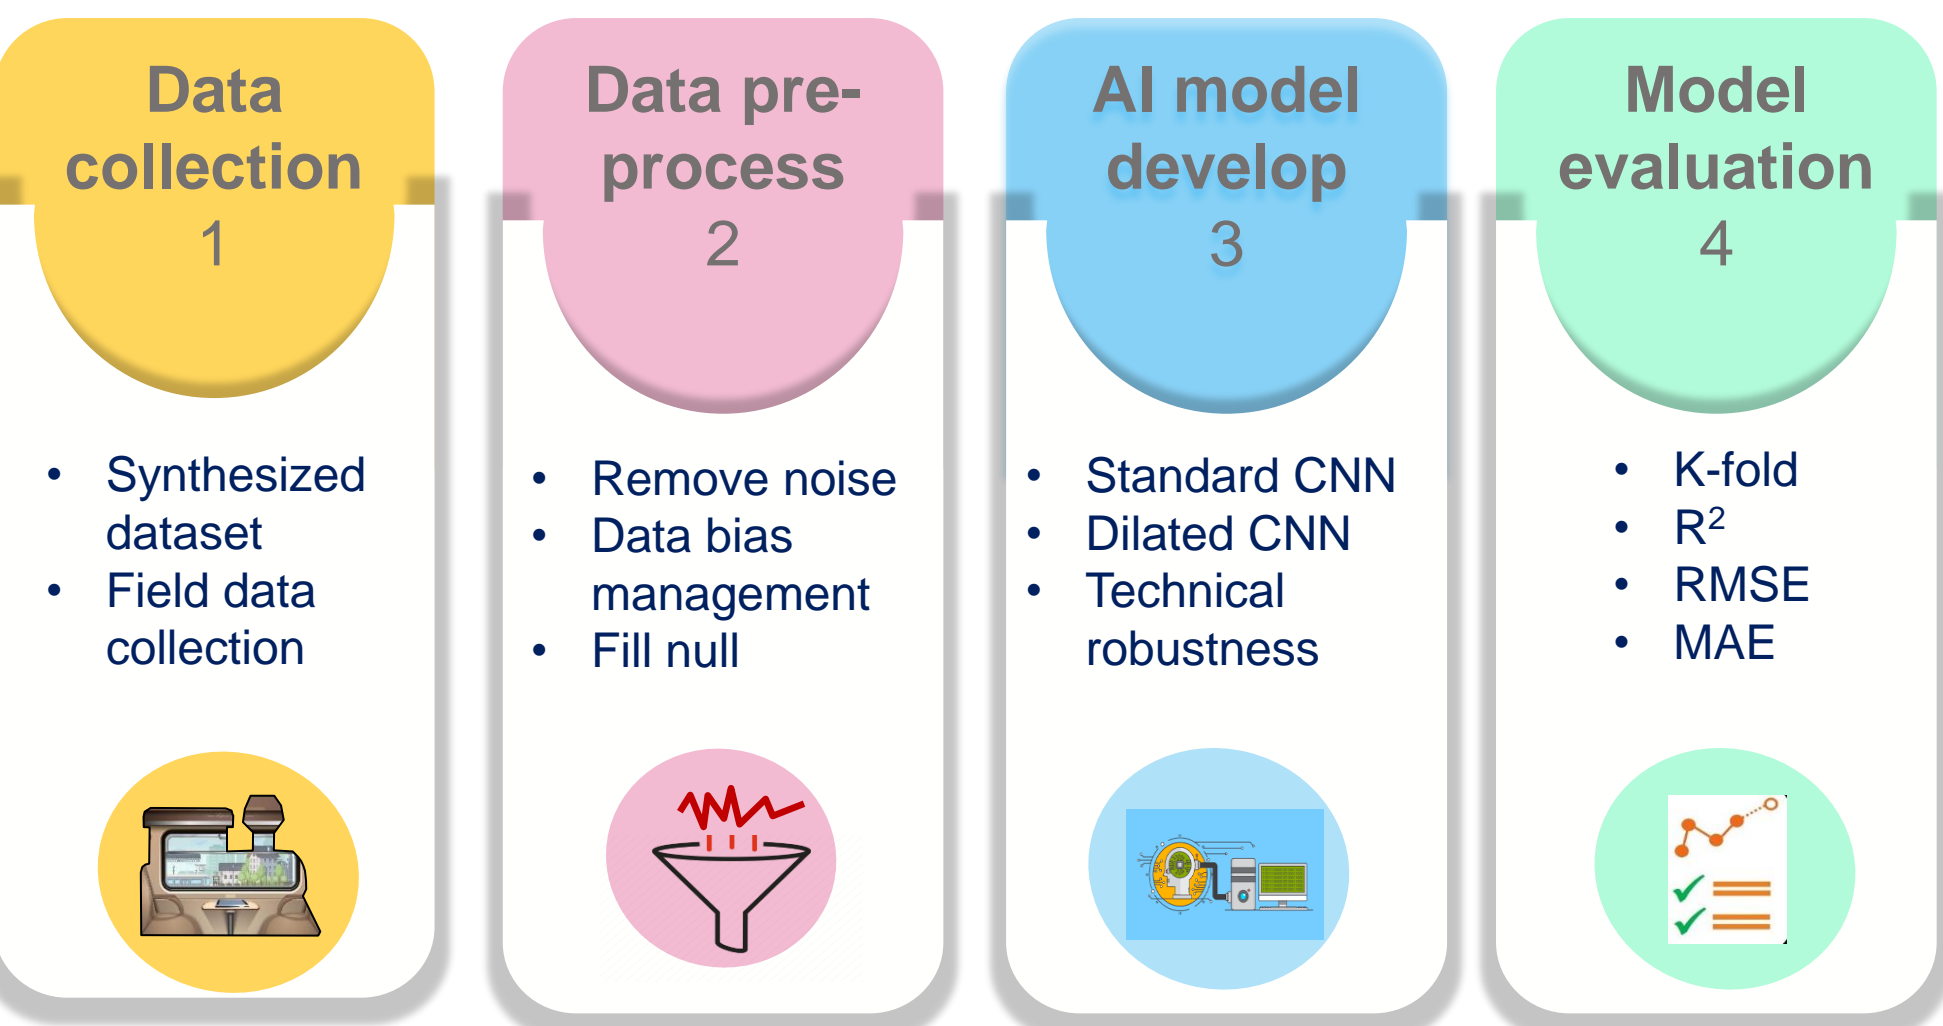 Data
collection
1
• Synthesized
dataset
• Field data
collection
Data pre-
process
2
• Remove noise
• Data bias
management
• Fill null
AI model
develop
3
• Standard CNN
• Dilated CNN
• Technical
robustness
Model
evaluation
4
• K-fold
• R²
• RMSE
• MAE